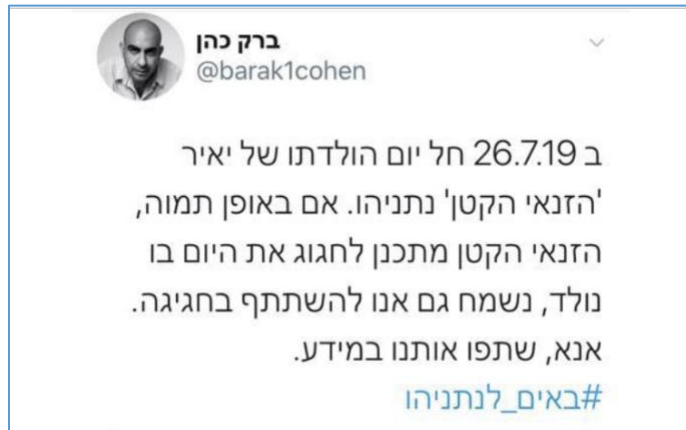 ברק כהן
@barak1cohen
ב 26.7.19 חל יום הולדתו של יאיר
'הזנאי הקטן' נתניהו. אם באופן תמוה,
הזנאי הקטן מתכנן לחגוג את היום בו
נולד, נשמח גם אנו להשתתף בחגיגה.
אנא, שתפו אותנו במידע.
#באים_לנתניהו